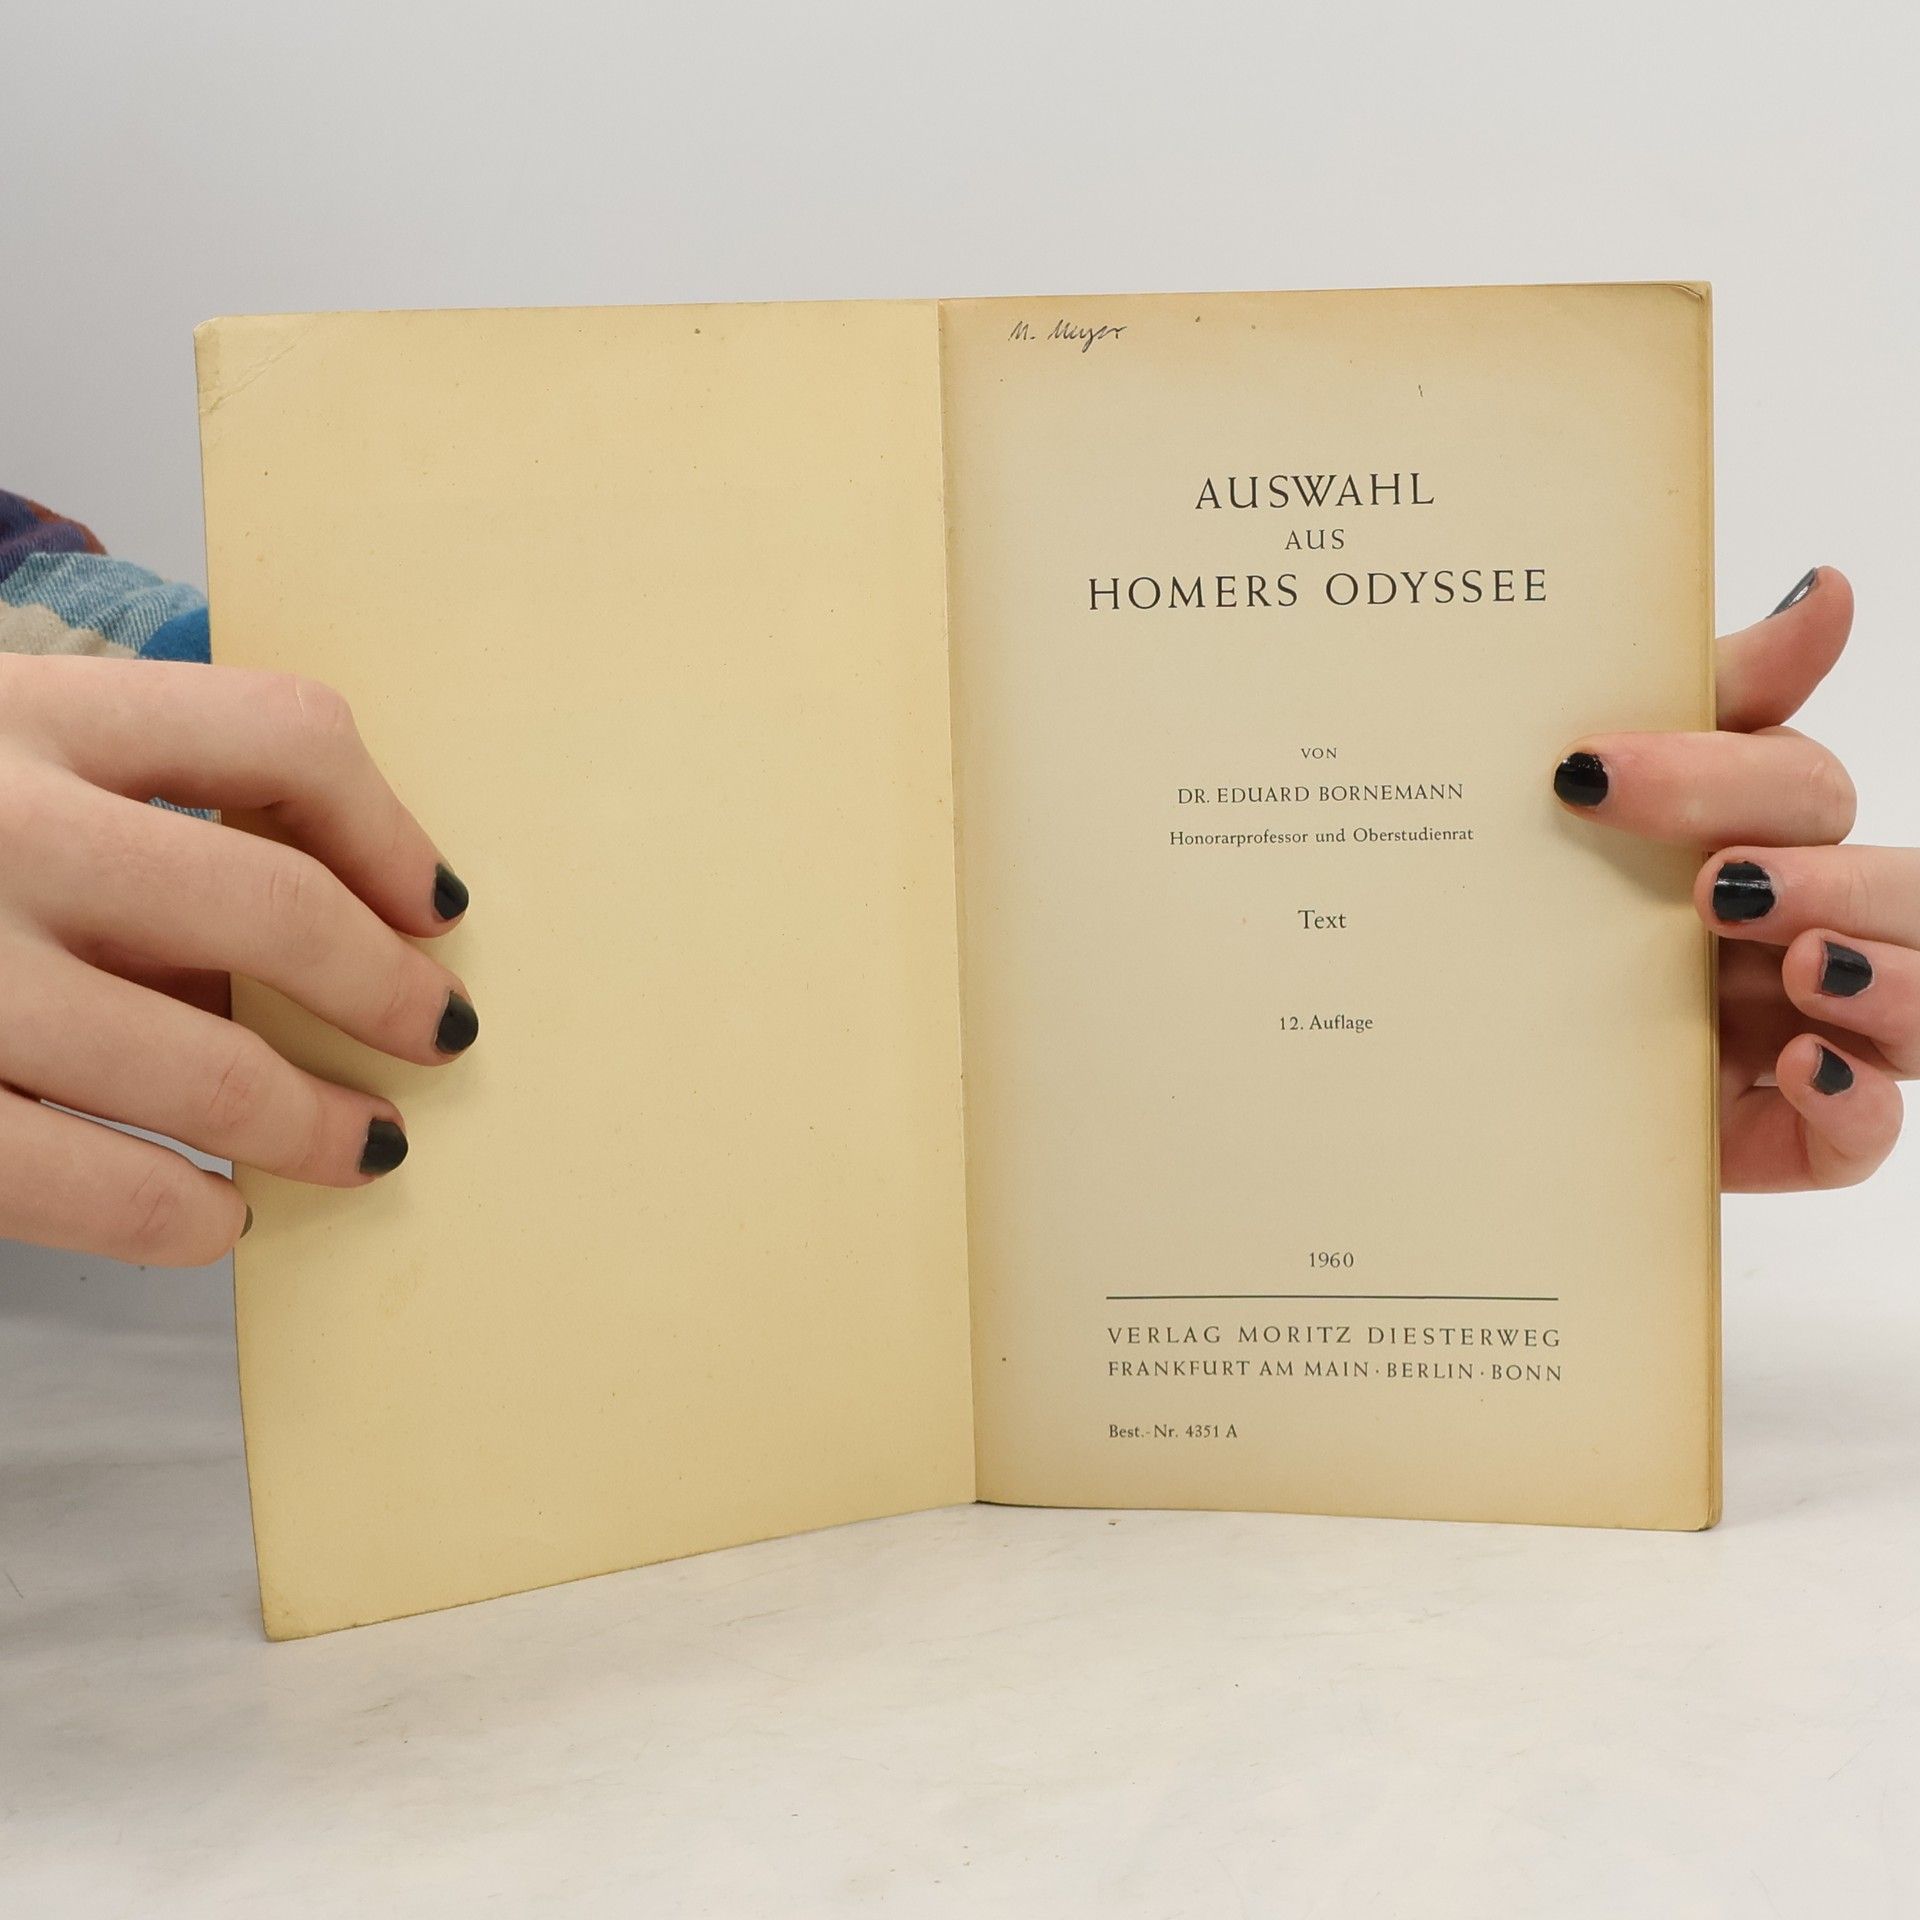 M. Meyer
AUSWAHL
AUS
HOMERS ODYSSEE
VON
DR. EDUARD BORNEMANN
Honorarprofessor und Oberstudienrat
Text
12. Auflage
1960
VERLAG MORITZ DIESTERWEG
FRANKFURT AM MAIN · BERLIN · BONN
Best.-Nr. 4351 A